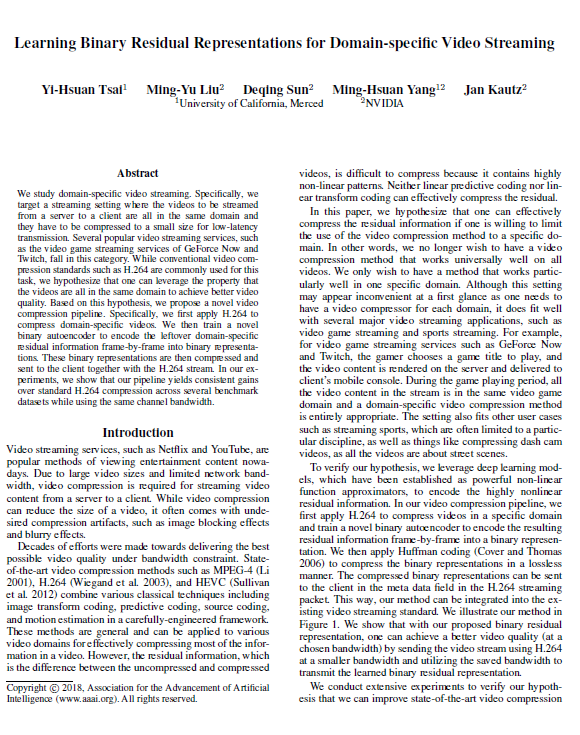 Learning Binary Residual Representations for Domain-specific Video Streaming
Yi-Hsuan Tsai¹ Ming-Yu Liu² Deqing Sun² Ming-Hsuan Yang¹² Jan Kautz²
¹University of California, Merced ²NVIDIA
Abstract
We study domain-specific video streaming. Specifically, we
target a streaming setting where the videos to be streamed
from a server to a client are all in the same domain and
they have to be compressed to a small size for low-latency
transmission. Several popular video streaming services, such
as the video game streaming services of GeForce Now and
Twitch, fall in this category. While conventional video com-
pression standards such as H.264 are commonly used for this
task, we hypothesize that one can leverage the property that
the videos are all in the same domain to achieve better video
quality. Based on this hypothesis, we propose a novel video
compression pipeline. Specifically, we first apply H.264 to
compress domain-specific videos. We then train a novel
binary autoencoder to encode the leftover domain-specific
residual information frame-by-frame into binary representa-
tions. These binary representations are then compressed and
sent to the client together with the H.264 stream. In our ex-
periments, we show that our pipeline yields consistent gains
over standard H.264 compression across several benchmark
datasets while using the same channel bandwidth.
Introduction
Video streaming services, such as Netflix and YouTube, are
popular methods of viewing entertainment content nowa-
days. Due to large video sizes and limited network band-
width, video compression is required for streaming video
content from a server to a client. While video compression
can reduce the size of a video, it often comes with unde-
sired compression artifacts, such as image blocking effects
and blurry effects.
Decades of efforts were made towards delivering the best
possible video quality under bandwidth constraint. State-
of-the-art video compression methods such as MPEG-4 (Li
2001), H.264 (Wiegand et al. 2003), and HEVC (Sullivan
et al. 2012) combine various classical techniques including
image transform coding, predictive coding, source coding,
and motion estimation in a carefully-engineered framework.
These methods are general and can be applied to various
video domains for effectively compressing most of the infor-
mation in a video. However, the residual information, which
is the difference between the uncompressed and compressed
Copyright © 2018, Association for the Advancement of Artificial
Intelligence (www.aaai.org). All rights reserved.
videos, is difficult to compress because it contains highly
non-linear patterns. Neither linear predictive coding nor lin-
ear transform coding can effectively compress the residual.
In this paper, we hypothesize that one can effectively
compress the residual information if one is willing to limit
the use of the video compression method to a specific do-
main. In other words, we no longer wish to have a video
compression method that works universally well on all
videos. We only wish to have a method that works partic-
ularly well in one specific domain. Although this setting
may appear inconvenient at a first glance as one needs to
have a video compressor for each domain, it does fit well
with several major video streaming applications, such as
video game streaming and sports streaming. For example,
for video game streaming services such as GeForce Now
and Twitch, the gamer chooses a game title to play, and
the video content is rendered on the server and delivered to
client's mobile console. During the game playing period, all
the video content in the stream is in the same video game
domain and a domain-specific video compression method
is entirely appropriate. The setting also fits other user cases
such as streaming sports, which are often limited to a partic-
ular discipline, as well as things like compressing dash cam
videos, as all the videos are about street scenes.
To verify our hypothesis, we leverage deep learning mod-
els, which have been established as powerful non-linear
function approximators, to encode the highly nonlinear
residual information. In our video compression pipeline, we
first apply H.264 to compress videos in a specific domain
and train a novel binary autoencoder to encode the resulting
residual information frame-by-frame into a binary represen-
tation. We then apply Huffman coding (Cover and Thomas
2006) to compress the binary representations in a lossless
manner. The compressed binary representations can be sent
to the client in the meta data field in the H.264 streaming
packet. This way, our method can be integrated into the ex-
isting video streaming standard. We illustrate our method in
Figure 1. We show that with our proposed binary residual
representation, one can achieve a better video quality (at a
chosen bandwidth) by sending the video stream using H.264
at a smaller bandwidth and utilizing the saved bandwidth to
transmit the learned binary residual representation.
We conduct extensive experiments to verify our hypoth-
esis that we can improve state-of-the-art video compression